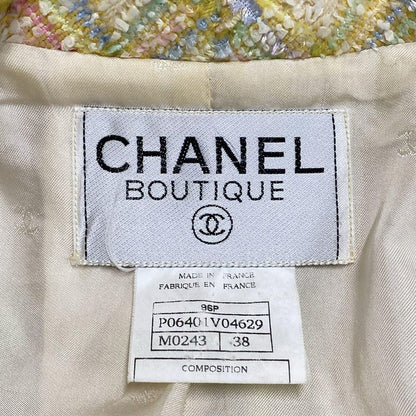 CHANEL
BOUTIQUE
MADE IN FRANCE
FABRIQUE EN FRANCE
96P
P06401V04629
M0243 38
COMPOSITION